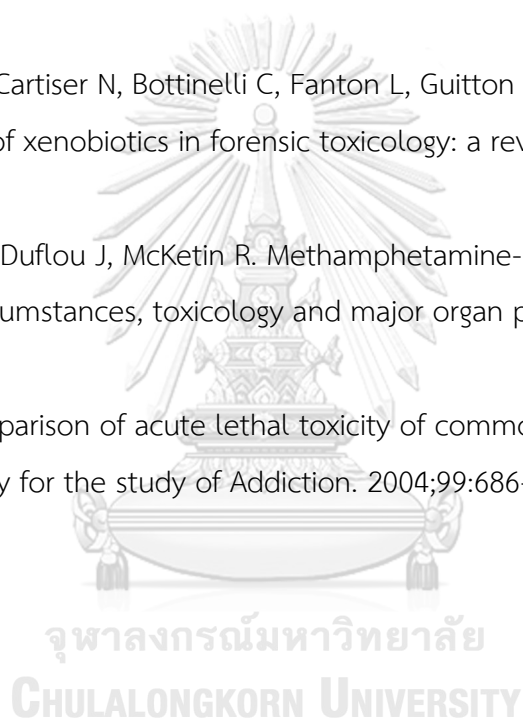 Cartiser N, Bottinelli C, Fanton L, Guitton
of xenobiotics in forensic toxicology: a rev
Duflou J, McKetin R. Methamphetamine-
umstances, toxicology and major organ p
parison of acute lethal toxicity of commo
y for the study of Addiction. 2004;99:686-
จุฬาลงกรณ์มหาวิทยาลัย
CHULALONGKORN UNIVERSITY